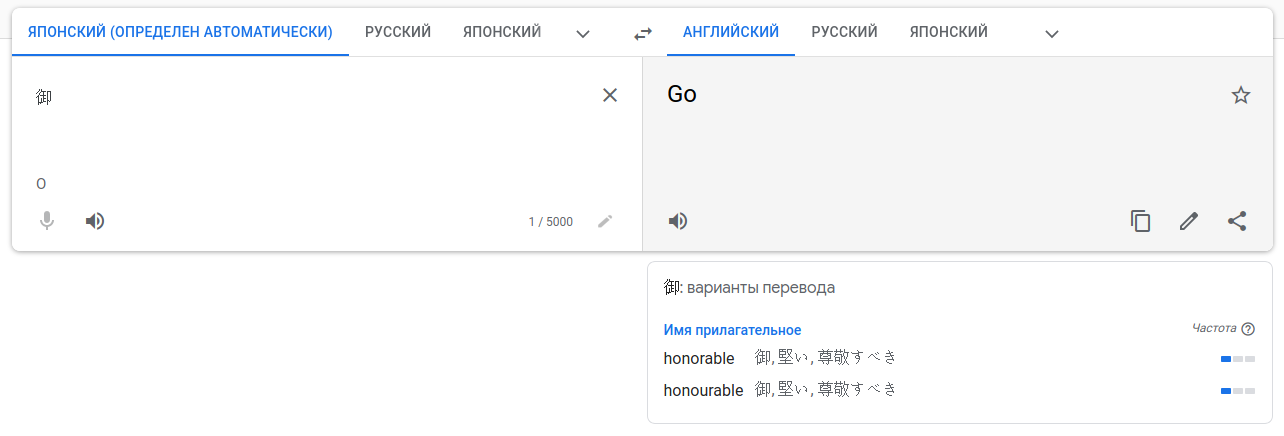 ЯПОНСКИЙ (ОПРЕДЕЛЕН АВТОМАТИЧЕСКИ) РУССКИЙ ЯПОНСКИЙ АНГЛИЙСКИЙ РУССКИЙ ЯПОНСКИЙ
御
Go
O
1 / 5000
御: варианты перевода
Имя прилагательное Частота
honorable 御, 堅い, 尊敬すべき
honourable 御, 堅い, 尊敬すべき